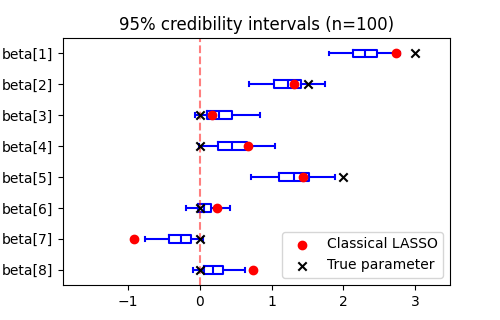 95% credibility intervals (n=100)
beta[1]
beta[2]
beta[3]
beta[4]
beta[5]
beta[6]
beta[7]
beta[8]
Classical LASSO
True parameter
−1 0 1 2 3